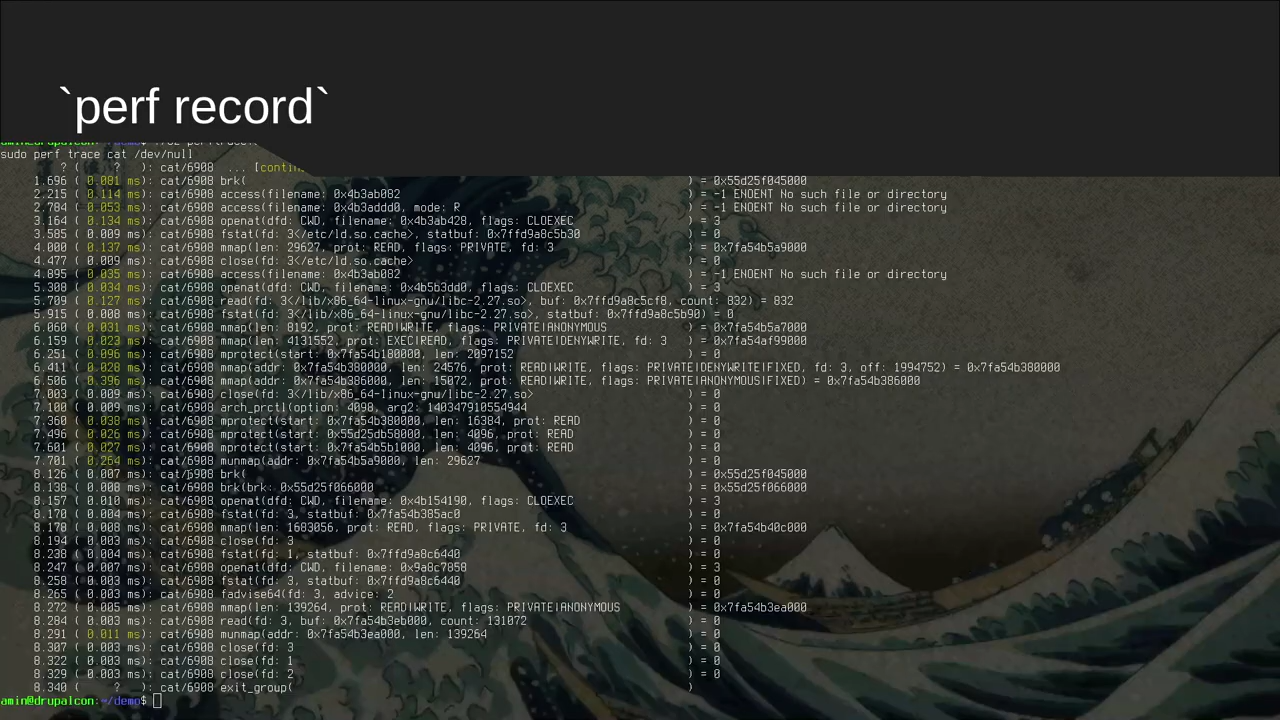 `perf record`
sudo perf trace cat /dev/null
? ( ? ): cat/6908 ... [contin
1.696 ( 0.081 ms): cat/6908 brk( ) = 0x55d25f045000
2.215 ( 0.114 ms): cat/6908 access(filename: 0x4b3ab082 ) = -1 ENOENT No such file or directory
2.784 ( 0.053 ms): cat/6908 access(filename: 0x4b3addd0, mode: R ) = -1 ENOENT No such file or directory
3.164 ( 0.134 ms): cat/6908 openat(dfd: CWD, filename: 0x4b3ab428, flags: CLOEXEC ) = 3
3.585 ( 0.009 ms): cat/6908 fstat(fd: 3</etc/ld.so.cache>, statbuf: 0x7ffd9a8c5b30 ) = 0
4.000 ( 0.137 ms): cat/6908 mmap(len: 29627, prot: READ, flags: PRIVATE, fd: 3 ) = 0x7fa54b5a9000
4.477 ( 0.009 ms): cat/6908 close(fd: 3</etc/ld.so.cache> ) = 0
4.895 ( 0.035 ms): cat/6908 access(filename: 0x4b3ab082 ) = -1 ENOENT No such file or directory
5.308 ( 0.034 ms): cat/6908 openat(dfd: CWD, filename: 0x4b5b3dd0, flags: CLOEXEC ) = 3
5.709 ( 0.127 ms): cat/6908 read(fd: 3</lib/x86_64-linux-gnu/libc-2.27.so>, buf: 0x7ffd9a8c5cf8, count: 832) = 832
5.915 ( 0.008 ms): cat/6908 fstat(fd: 3</lib/x86_64-linux-gnu/libc-2.27.so>, statbuf: 0x7ffd9a8c5b90) = 0
6.060 ( 0.031 ms): cat/6908 mmap(len: 8192, prot: READ|WRITE, flags: PRIVATE|ANONYMOUS ) = 0x7fa54b5a7000
6.159 ( 0.023 ms): cat/6908 mmap(len: 4131552, prot: EXEC|READ, flags: PRIVATE|DENYWRITE, fd: 3 ) = 0x7fa54af99000
6.251 ( 0.096 ms): cat/6908 mprotect(start: 0x7fa54b180000, len: 2097152 ) = 0
6.411 ( 0.028 ms): cat/6908 mmap(addr: 0x7fa54b380000, len: 24576, prot: READ|WRITE, flags: PRIVATE|DENYWRITE|FIXED, fd: 3, off: 1994752) = 0x7fa54b380000
6.506 ( 0.396 ms): cat/6908 mmap(addr: 0x7fa54b386000, len: 15072, prot: READ|WRITE, flags: PRIVATE|ANONYMOUS|FIXED) = 0x7fa54b386000
7.003 ( 0.009 ms): cat/6908 close(fd: 3</lib/x86_64-linux-gnu/libc-2.27.so> ) = 0
7.100 ( 0.009 ms): cat/6908 arch_prctl(option: 4098, arg2: 140347910554944 ) = 0
7.360 ( 0.038 ms): cat/6908 mprotect(start: 0x7fa54b380000, len: 16384, prot: READ ) = 0
7.496 ( 0.026 ms): cat/6908 mprotect(start: 0x55d25db58000, len: 4096, prot: READ ) = 0
7.601 ( 0.027 ms): cat/6908 mprotect(start: 0x7fa54b5b1000, len: 4096, prot: READ ) = 0
7.701 ( 0.264 ms): cat/6908 munmap(addr: 0x7fa54b5a9000, len: 29627 ) = 0
8.126 ( 0.007 ms): cat/6908 brk( ) = 0x55d25f045000
8.138 ( 0.008 ms): cat/6908 brk(brk: 0x55d25f066000 ) = 0x55d25f066000
8.157 ( 0.010 ms): cat/6908 openat(dfd: CWD, filename: 0x4b154190, flags: CLOEXEC ) = 3
8.170 ( 0.004 ms): cat/6908 fstat(fd: 3, statbuf: 0x7fa54b385ac0 ) = 0
8.178 ( 0.008 ms): cat/6908 mmap(len: 1683056, prot: READ, flags: PRIVATE, fd: 3 ) = 0x7fa54b40c000
8.194 ( 0.003 ms): cat/6908 close(fd: 3 ) = 0
8.238 ( 0.004 ms): cat/6908 fstat(fd: 1, statbuf: 0x7ffd9a8c6440 ) = 0
8.247 ( 0.007 ms): cat/6908 openat(dfd: CWD, filename: 0x9a8c7858 ) = 3
8.258 ( 0.003 ms): cat/6908 fstat(fd: 3, statbuf: 0x7ffd9a8c6440 ) = 0
8.265 ( 0.003 ms): cat/6908 fadvise64(fd: 3, advice: 2 ) = 0
8.272 ( 0.005 ms): cat/6908 mmap(len: 139264, prot: READ|WRITE, flags: PRIVATE|ANONYMOUS ) = 0x7fa54b3ea000
8.284 ( 0.003 ms): cat/6908 read(fd: 3, buf: 0x7fa54b3eb000, count: 131072 ) = 0
8.291 ( 0.011 ms): cat/6908 munmap(addr: 0x7fa54b3ea000, len: 139264 ) = 0
8.307 ( 0.003 ms): cat/6908 close(fd: 3 ) = 0
8.322 ( 0.003 ms): cat/6908 close(fd: 1 ) = 0
8.329 ( 0.003 ms): cat/6908 close(fd: 2 ) = 0
8.340 ( ? ): cat/6908 exit_group( )
amin@drupalcon:~/demo$